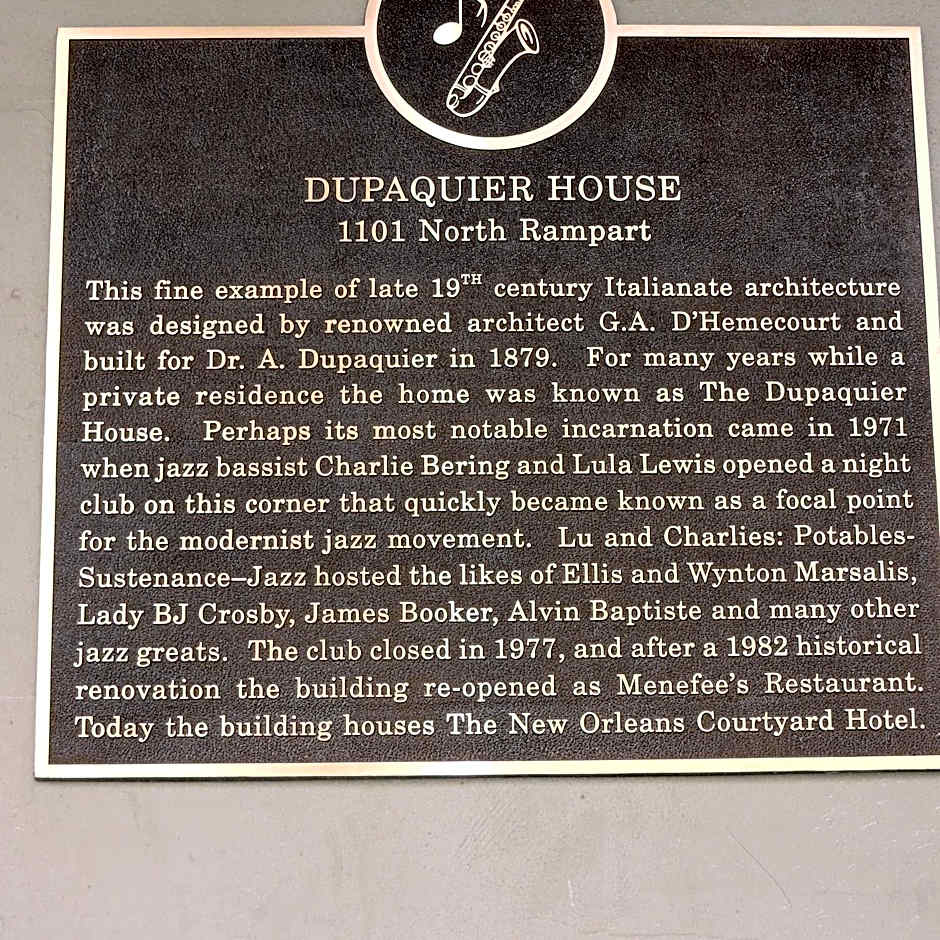 DUPAQUIER HOUSE
1101 North Rampart
This fine example of late 19TH century Italianate architecture
was designed by renowned architect G.A. D'Hemecourt and
built for Dr. A. Dupaquier in 1879. For many years while a
private residence the home was known as The Dupaquier
House. Perhaps its most notable incarnation came in 1971
when jazz bassist Charlie Bering and Lula Lewis opened a night
club on this corner that quickly became known as a focal point
for the modernist jazz movement. Lu and Charlies: Potables-
Sustenance–Jazz hosted the likes of Ellis and Wynton Marsalis,
Lady BJ Crosby, James Booker, Alvin Baptiste and many other
jazz greats. The club closed in 1977, and after a 1982 historical
renovation the building re-opened as Menefee's Restaurant.
Today the building houses The New Orleans Courtyard Hotel.